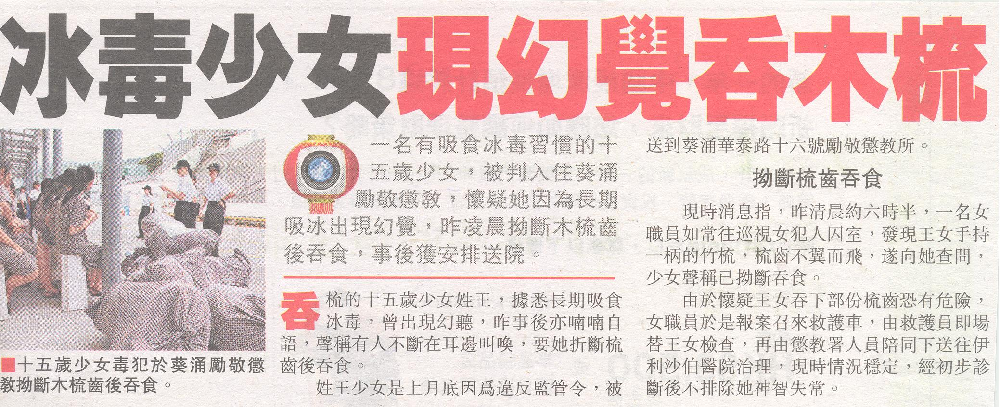 冰毒少女現幻覺吞木梳
一名有吸食冰毒習慣的十
五歲少女，被判入住葵涌
勵敬懲教，懷疑她因為長期
吸冰出現幻覺，昨凌晨拗斷木梳齒
後吞食，事後獲安排送院。
吞梳的十五歲少女姓王，據悉長期吸食
冰毒，曾出現幻聽，昨事後亦喃喃自
語，聲稱有人不斷在耳邊叫喚，要她折斷梳
齒後吞食。
姓王少女是上月底因爲違反監管令，被
送到葵涌華泰路十六號勵敬懲教所。
拗斷梳齒吞食
現時消息指，昨清晨約六時半，一名女
職員如常往巡視女犯人囚室，發現王女手持
一柄的竹梳，梳齒不翼而飛，遂向她查問，
少女聲稱已拗斷吞食。
由於懷疑王女吞下部份梳齒恐有危險，
女職員於是報案召來救護車，由救護員即場
替王女檢查，再由懲教署人員陪同下送往伊
利沙伯醫院治理，現時情況穩定，經初步診
斷後不排除她神智失常。
■十五歲少女毒犯於葵涌勵敬懲
教拗斷木梳齒後吞食。